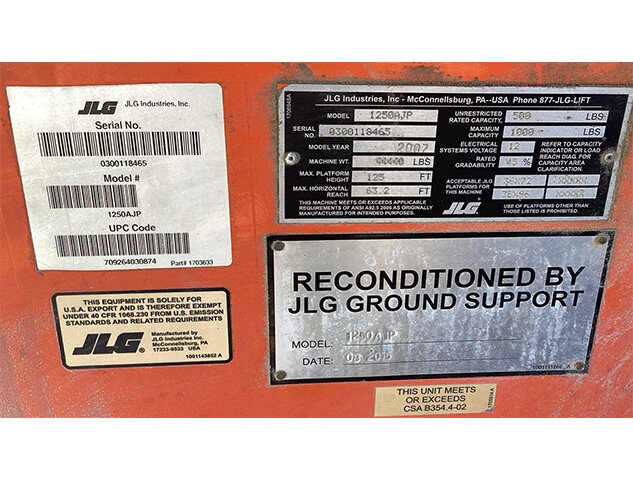 JLG JLG Industries, Inc.
Serial No.
0300118465
Model #
1250AJP
UPC Code
709264030874 Part# 1703633
THIS EQUIPMENT IS SOLELY FOR
U.S.A. EXPORT AND IS THEREFORE EXEMPT
UNDER 40 CFR 1068.230 FROM U.S. EMISSION
STANDARDS AND RELATED REQUIREMENTS
JLG®
Manufactured by
JLG Industries Inc.
McConnellsburg, PA
17233-9533 USA
1001143852 A
JLG Industries, Inc - McConnellsburg, PA--USA Phone 877-JLG-LIFT
MODEL 1250AJP
UNRESTRICTED RATED CAPACITY, 500 LBS
SERIAL NO. 0300118465
MAXIMUM CAPACITY 1000 LBS
MODEL YEAR 2007
ELECTRICAL SYSTEMS VOLTAGE 12
REFER TO CAPACITY
INDICATOR OR LOAD
REACH DIAG. FOR
CAPACITY AREA
CLARIFICATION.
MACHINE WT. LBS
RATED GRADABILITY 45 %
MAX. PLATFORM HEIGHT 125 FT
MAX. HORIZONTAL REACH 63.2 FT
ACCEPTABLE JLG
PLATFORMS FOR
THIS MACHINE
36X72 XXXXX
36X96 XXXXX
THIS MACHINE MEETS OR EXCEEDS APPLICABLE
REQUIREMENTS OF ANSI A92.5 2006 AS ORIGINALLY
MANUFACTURED FOR INTENDED PURPOSES.
JLG
USE OF PLATFORMS OTHER THAN
THOSE LISTED IS PROHIBITED.
RECONDITIONED BY
JLG GROUND SUPPORT
MODEL: 1250AJP
DATE: 03 2015
THIS UNIT MEETS
OR EXCEEDS
CSA B354.4-02